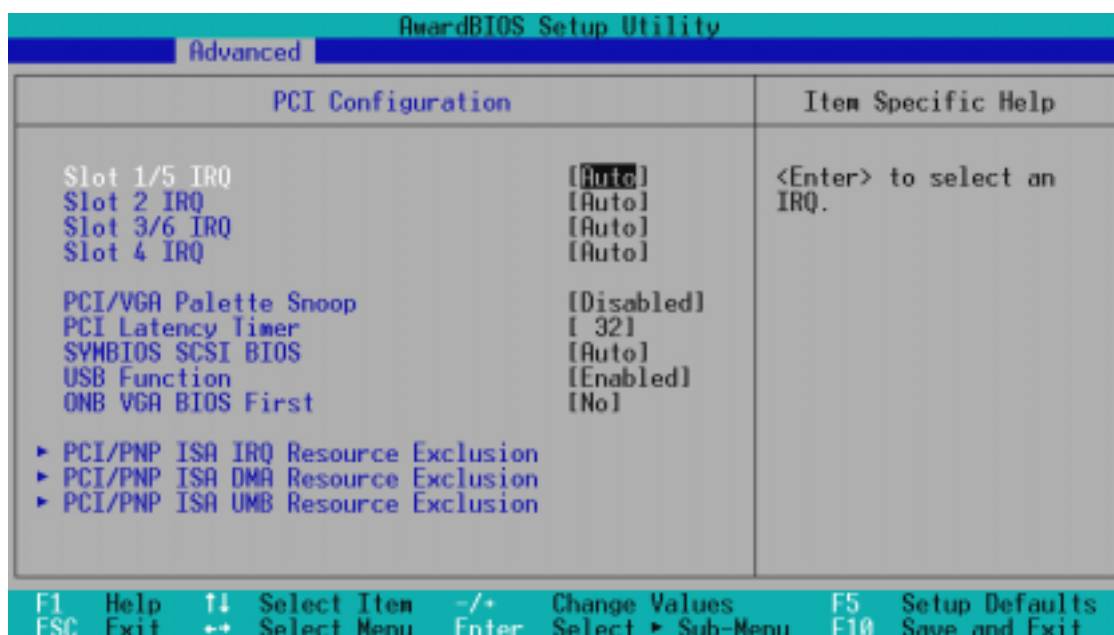 AwardBIOS Setup Utility
Advanced
PCI Configuration
Item Specific Help
Slot 1/5 IRQ [Auto]
Slot 2 IRQ [Auto]
Slot 3/6 IRQ [Auto]
Slot 4 IRQ [Auto]
PCI/VGA Palette Snoop [Disabled]
PCI Latency Timer [ 32]
SYMBIOS SCSI BIOS [Auto]
USB Function [Enabled]
ONB VGA BIOS First [No]
▸ PCI/PNP ISA IRQ Resource Exclusion
▸ PCI/PNP ISA DMA Resource Exclusion
▸ PCI/PNP ISA UMB Resource Exclusion
<Enter> to select an
IRQ.
F1 Help ↑↓ Select Item -/+ Change Values F5 Setup Defaults
ESC Exit ←→ Select Menu Enter Select ▸ Sub-Menu F10 Save and Exit